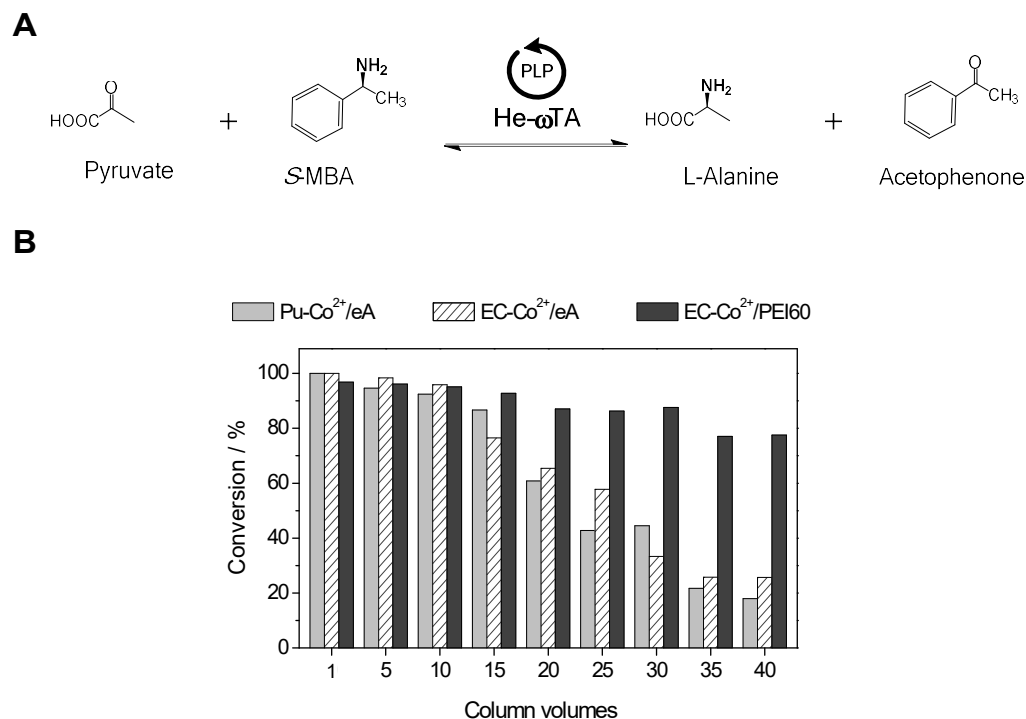 A
PLP
NH₂
CH₃
O
HOOC
+
He-ωTA
NH₂
HOOC
+
O
CH₃
Pyruvate
S-MBA
L-Alanine
Acetophenone
B
Pu-Co²⁺/eA EC-Co²⁺/eA EC-Co²⁺/PEI60
Conversion / %
100
80
60
40
20
0
1 5 10 15 20 25 30 35 40
Column volumes